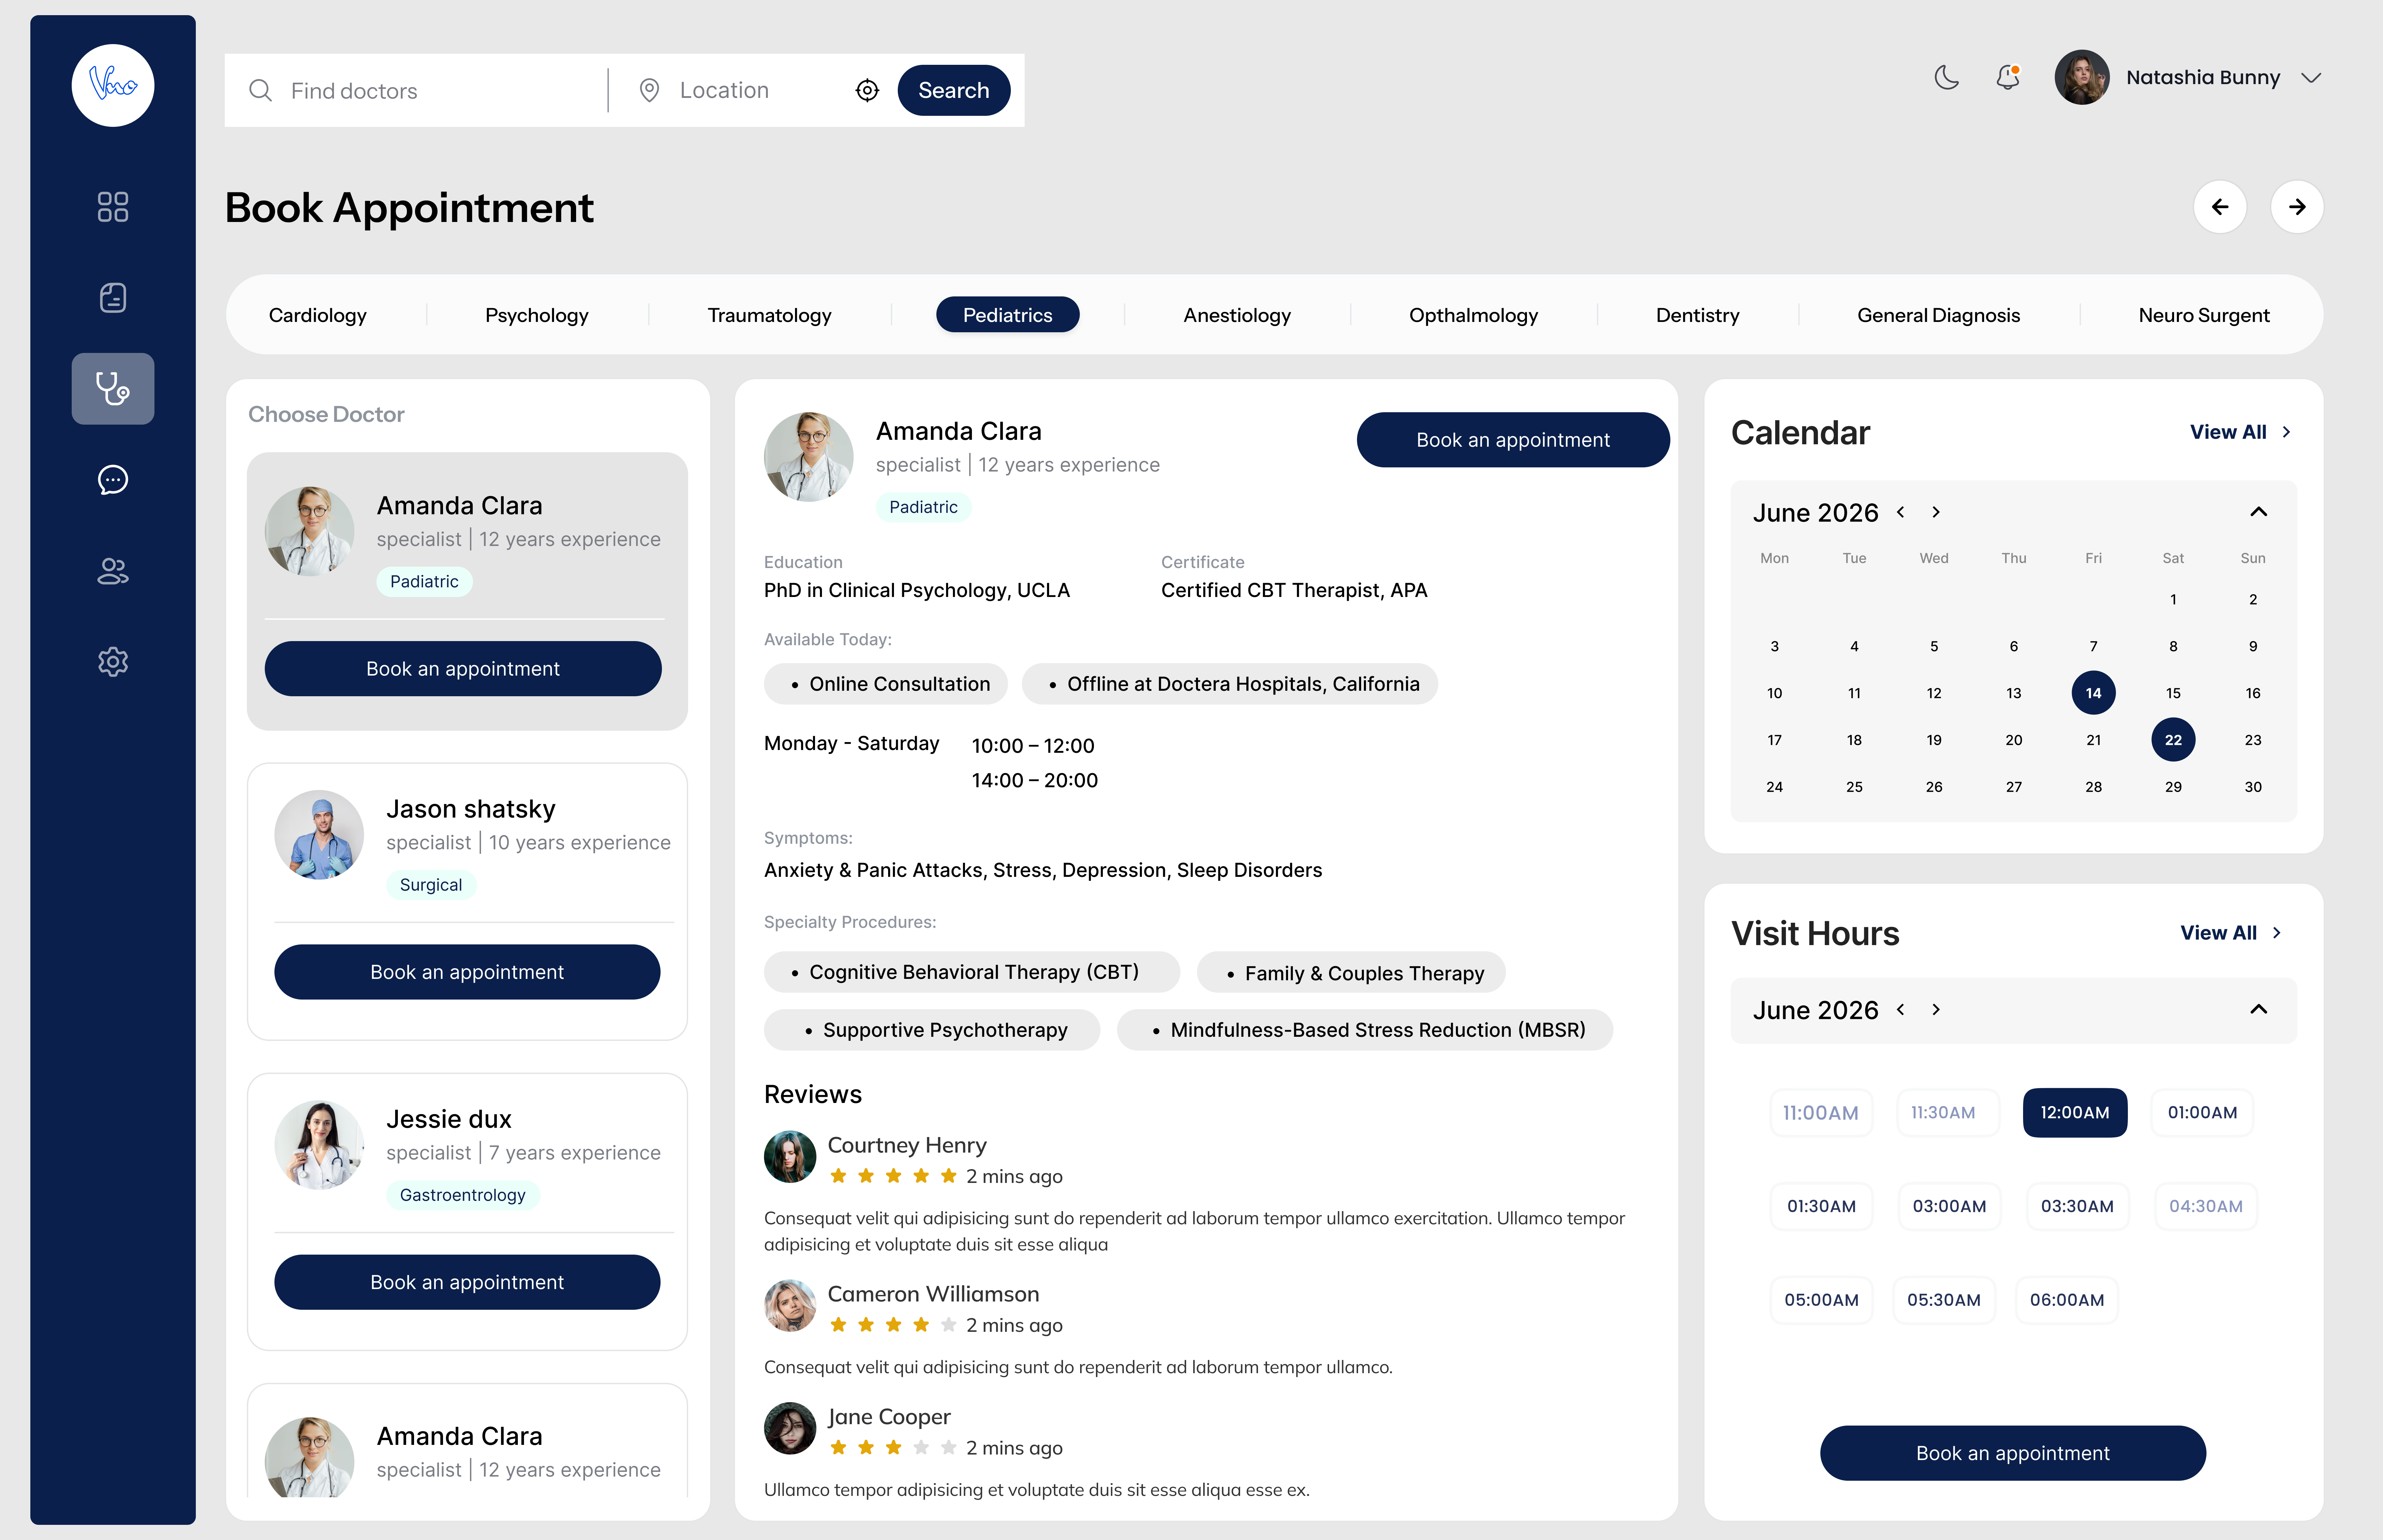 Vno
Find doctors
Location
Search
Natashia Bunny
Book Appointment
Cardiology
Psychology
Traumatology
Pediatrics
Anestiology
Opthalmology
Dentistry
General Diagnosis
Neuro Surgent
Choose Doctor
Amanda Clara
specialist | 12 years experience
Padiatric
Book an appointment
Jason shatsky
specialist | 10 years experience
Surgical
Book an appointment
Jessie dux
specialist | 7 years experience
Gastroentrology
Book an appointment
Amanda Clara
specialist | 12 years experience
Amanda Clara
specialist | 12 years experience
Padiatric
Book an appointment
Education
PhD in Clinical Psychology, UCLA
Certificate
Certified CBT Therapist, APA
Available Today:
• Online Consultation
• Offline at Doctera Hospitals, California
Monday - Saturday
10:00 – 12:00
14:00 – 20:00
Symptoms:
Anxiety & Panic Attacks, Stress, Depression, Sleep Disorders
Specialty Procedures:
• Cognitive Behavioral Therapy (CBT)
• Family & Couples Therapy
• Supportive Psychotherapy
• Mindfulness-Based Stress Reduction (MBSR)
Reviews
Courtney Henry
2 mins ago
Consequat velit qui adipisicing sunt do rependerit ad laborum tempor ullamco exercitation. Ullamco tempor
adipisicing et voluptate duis sit esse aliqua
Cameron Williamson
2 mins ago
Consequat velit qui adipisicing sunt do rependerit ad laborum tempor ullamco.
Jane Cooper
2 mins ago
Ullamco tempor adipisicing et voluptate duis sit esse aliqua esse ex.
Calendar
View All
June 2026
Mon Tue Wed Thu Fri Sat Sun
1 2
3 4 5 6 7 8 9
10 11 12 13 14 15 16
17 18 19 20 21 22 23
24 25 26 27 28 29 30
Visit Hours
View All
June 2026
11:00AM 11:30AM 12:00AM 01:00AM
01:30AM 03:00AM 03:30AM 04:30AM
05:00AM 05:30AM 06:00AM
Book an appointment